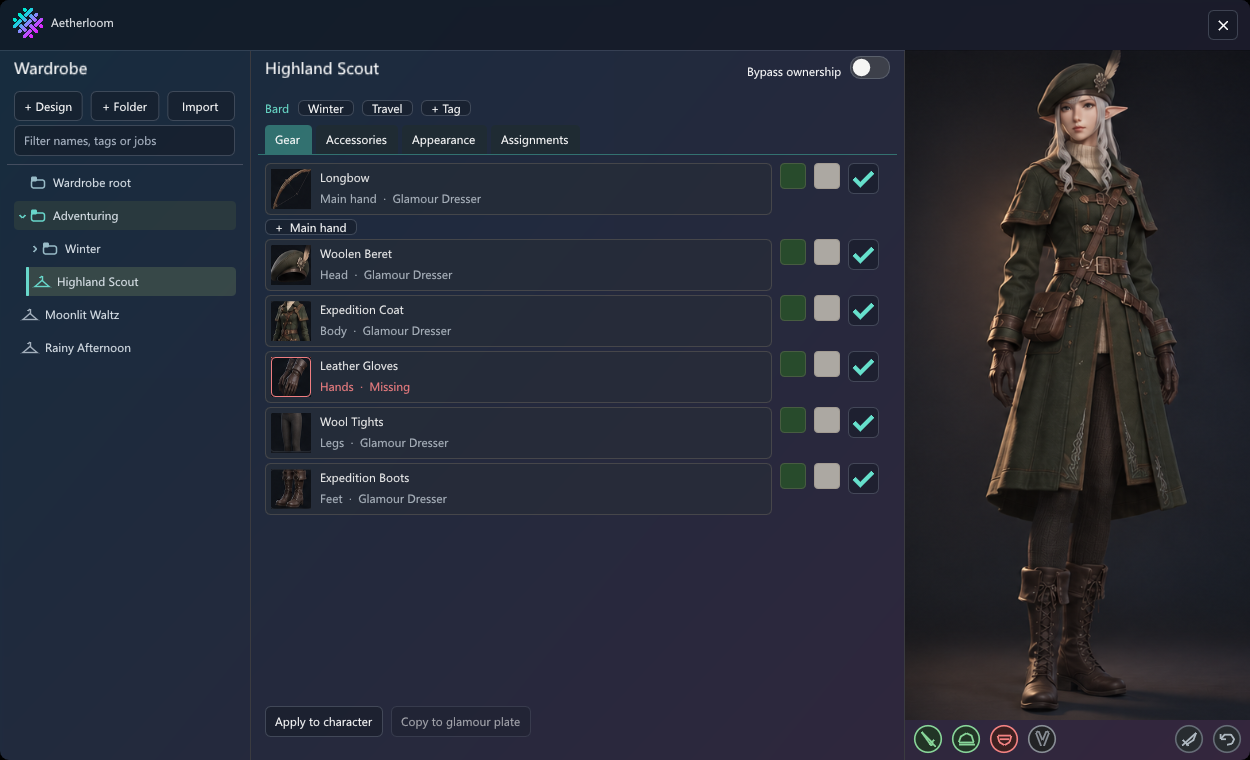 Aetherloom
Wardrobe
+ Design
+ Folder
Import
Filter names, tags or jobs
Wardrobe root
Adventuring
Winter
Highland Scout
Moonlit Waltz
Rainy Afternoon
Highland Scout
Bypass ownership
Bard
Winter
Travel
+ Tag
Gear
Accessories
Appearance
Assignments
Longbow
Main hand · Glamour Dresser
+ Main hand
Woolen Beret
Head · Glamour Dresser
Expedition Coat
Body · Glamour Dresser
Leather Gloves
Hands · Missing
Wool Tights
Legs · Glamour Dresser
Expedition Boots
Feet · Glamour Dresser
Apply to character
Copy to glamour plate